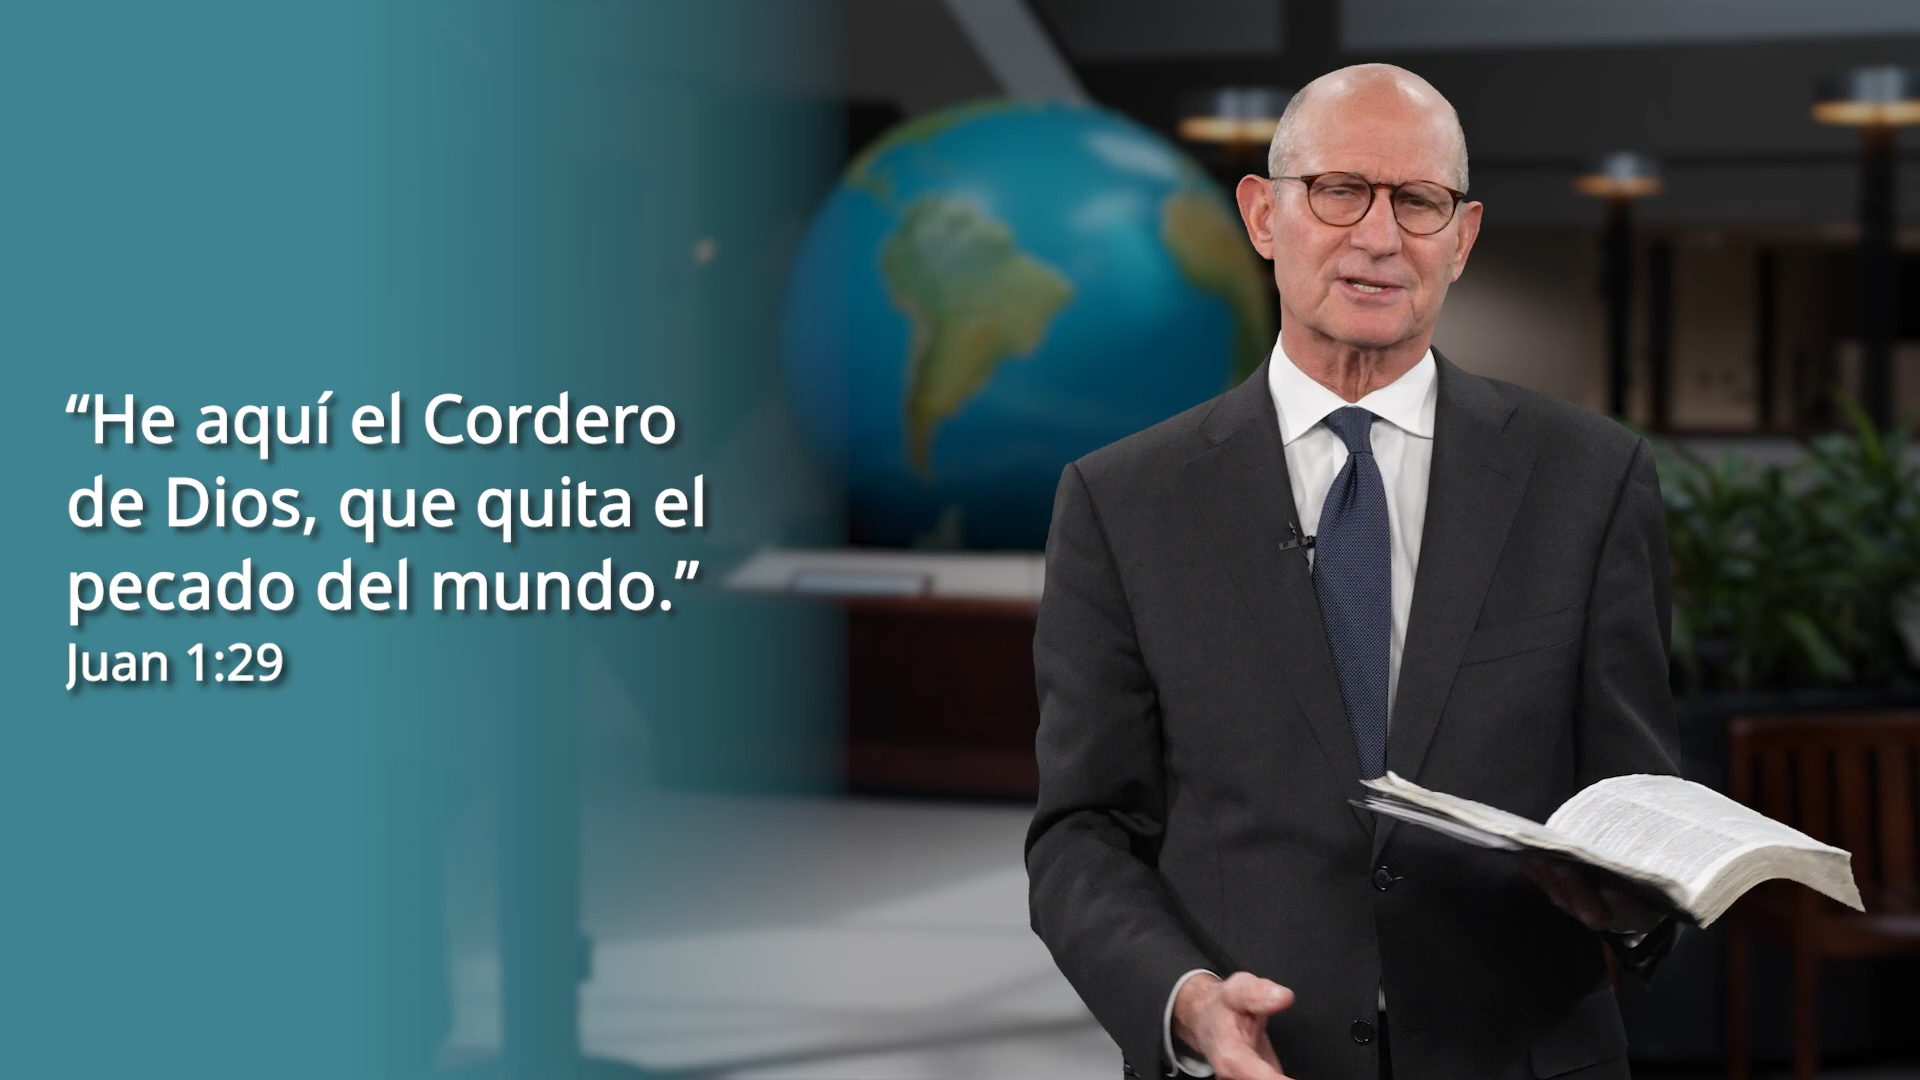 “He aquí el Cordero
de Dios, que quita el
pecado del mundo.”
Juan 1:29